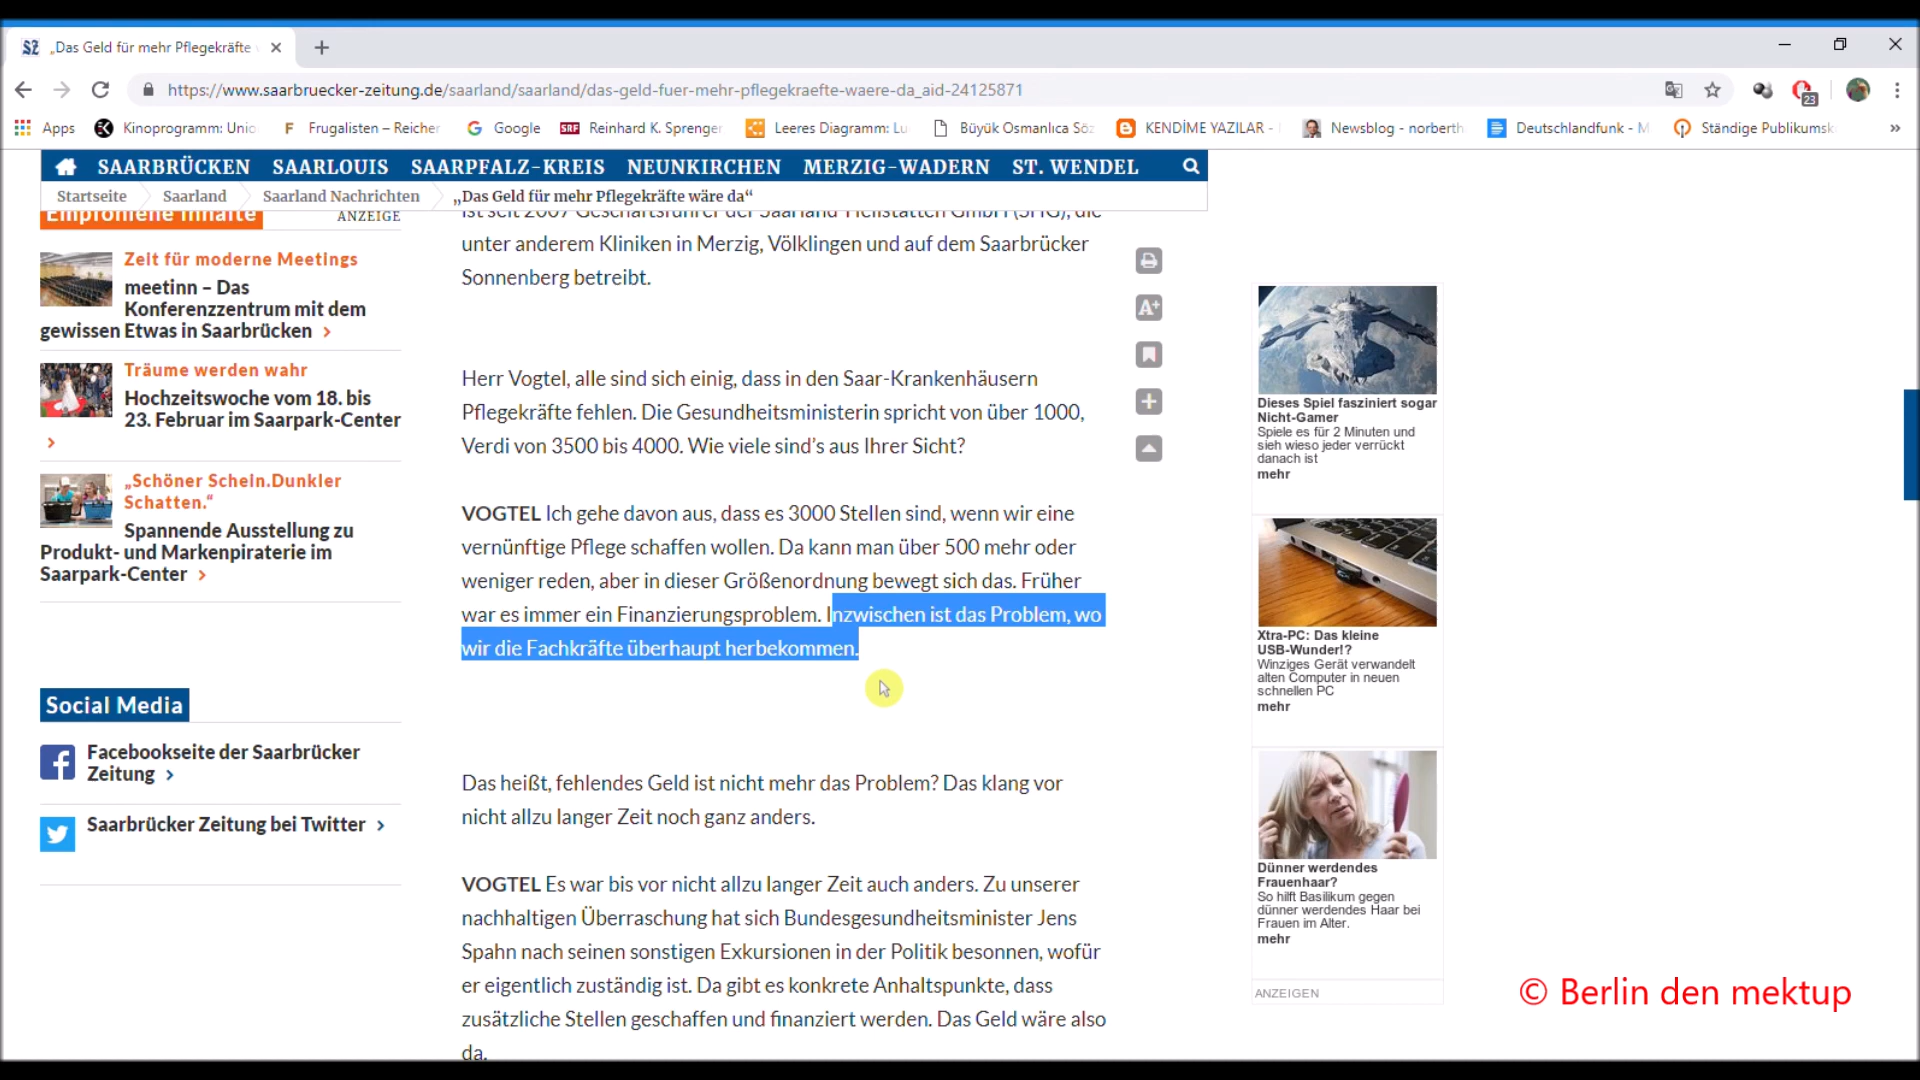 „Das Geld für mehr Pflegekräfte
https://www.saarbruecker-zeitung.de/saarland/saarland/das-geld-fuer-mehr-pflegekraefte-waere-da_aid-24125871
23
Apps
Kinoprogramm: Unio
Frugalisten – Reicher
Google
SRF
Reinhard K. Sprenger
Leeres Diagramm: Lu
Büyük Osmanlıca Söz
KENDİME YAZILAR -
Newsblog - norberth
Deutschlandfunk - M
Ständige Publikumsk
»
SAARBRÜCKEN SAARLOUIS SAARPFALZ-KREIS NEUNKIRCHEN MERZIG-WADERN ST. WENDEL
Startseite Saarland Saarland Nachrichten „Das Geld für mehr Pflegekräfte wäre da“
Empfohlene Inhalte
ANZEIGE
Zeit für moderne Meetings
meetinn – Das
Konferenzzentrum mit dem
gewissen Etwas in Saarbrücken
Träume werden wahr
Hochzeitswoche vom 18. bis
23. Februar im Saarpark-Center
„Schöner Schein.Dunkler
Schatten.“
Spannende Ausstellung zu
Produkt- und Markenpiraterie im
Saarpark-Center
Social Media
Facebookseite der Saarbrücker
Zeitung
Saarbrücker Zeitung bei Twitter
ist seit 2007 Geschäftsführer der Saarland-Heilstätten GmbH (SHG), die
unter anderem Kliniken in Merzig, Völklingen und auf dem Saarbrücker
Sonnenberg betreibt.
Herr Vogtel, alle sind sich einig, dass in den Saar-Krankenhäusern
Pflegekräfte fehlen. Die Gesundheitsministerin spricht von über 1000,
Verdi von 3500 bis 4000. Wie viele sind’s aus Ihrer Sicht?
VOGTEL Ich gehe davon aus, dass es 3000 Stellen sind, wenn wir eine
vernünftige Pflege schaffen wollen. Da kann man über 500 mehr oder
weniger reden, aber in dieser Größenordnung bewegt sich das. Früher
war es immer ein Finanzierungsproblem. Inzwischen ist das Problem, wo
wir die Fachkräfte überhaupt herbekommen.
Das heißt, fehlendes Geld ist nicht mehr das Problem? Das klang vor
nicht allzu langer Zeit noch ganz anders.
VOGTEL Es war bis vor nicht allzu langer Zeit auch anders. Zu unserer
nachhaltigen Überraschung hat sich Bundesgesundheitsminister Jens
Spahn nach seinen sonstigen Exkursionen in der Politik besonnen, wofür
er eigentlich zuständig ist. Da gibt es konkrete Anhaltspunkte, dass
zusätzliche Stellen geschaffen und finanziert werden. Das Geld wäre also
da.
A+
Dieses Spiel fasziniert sogar
Nicht-Gamer
Spiele es für 2 Minuten und
sieh wieso jeder verrückt
danach ist
mehr
Xtra-PC: Das kleine
USB-Wunder!?
Winziges Gerät verwandelt
alten Computer in neuen
schnellen PC
mehr
Dünner werdendes
Frauenhaar?
So hilft Basilikum gegen
dünner werdendes Haar bei
Frauen im Alter.
mehr
ANZEIGEN
© Berlin den mektup